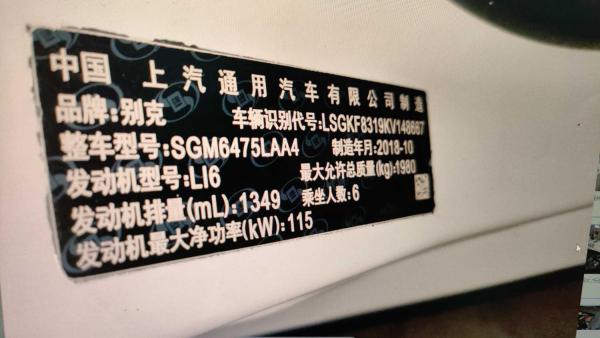 中国 上汽通用汽车有限公司制造
品牌:别克 车辆识别代号:LSGKF8319KV148667
整车型号:SGM6475LAA4 制造年月:2018-10
发动机型号:LI6 最大允许总质量(kg):1980
发动机排量(mL):1349 乘坐人数:6
发动机最大净功率(kW):115